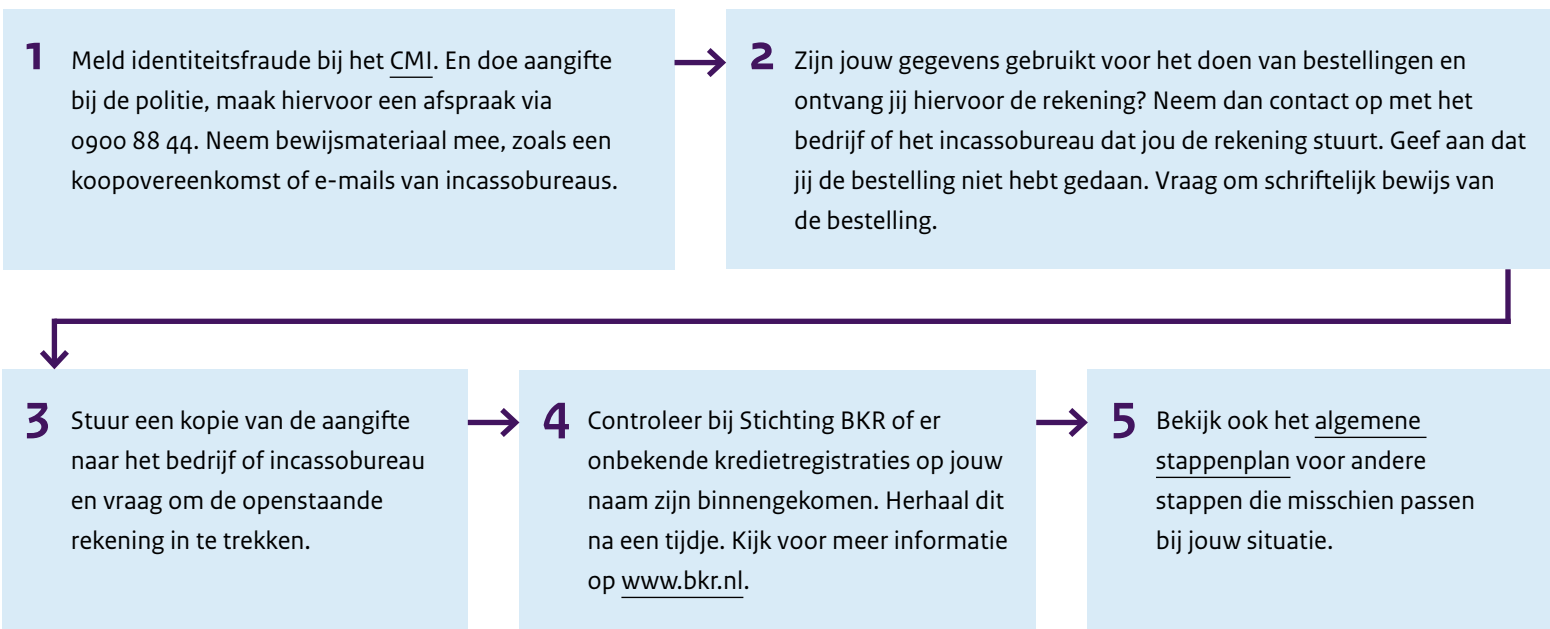 1 Meld identiteitsfraude bij het CMI. En doe aangifte
bij de politie, maak hiervoor een afspraak via
0900 88 44. Neem bewijsmateriaal mee, zoals een
koopovereenkomst of e-mails van incassobureaus.
2 Zijn jouw gegevens gebruikt voor het doen van bestellingen en
ontvang jij hiervoor de rekening? Neem dan contact op met het
bedrijf of het incassobureau dat jou de rekening stuurt. Geef aan dat
jij de bestelling niet hebt gedaan. Vraag om schriftelijk bewijs van
de bestelling.
3 Stuur een kopie van de aangifte
naar het bedrijf of incassobureau
en vraag om de openstaande
rekening in te trekken.
4 Controleer bij Stichting BKR of er
onbekende kredietregistraties op jouw
naam zijn binnengekomen. Herhaal dit
na een tijdje. Kijk voor meer informatie
op www.bkr.nl.
5 Bekijk ook het algemene
stappenplan voor andere
stappen die misschien passen
bij jouw situatie.